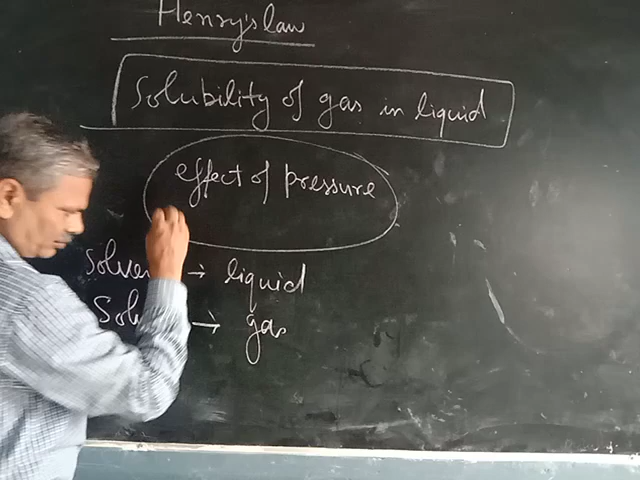 Henry's law
Solubility of gas in liquid
effect of pressure
→ liquid
→ gas